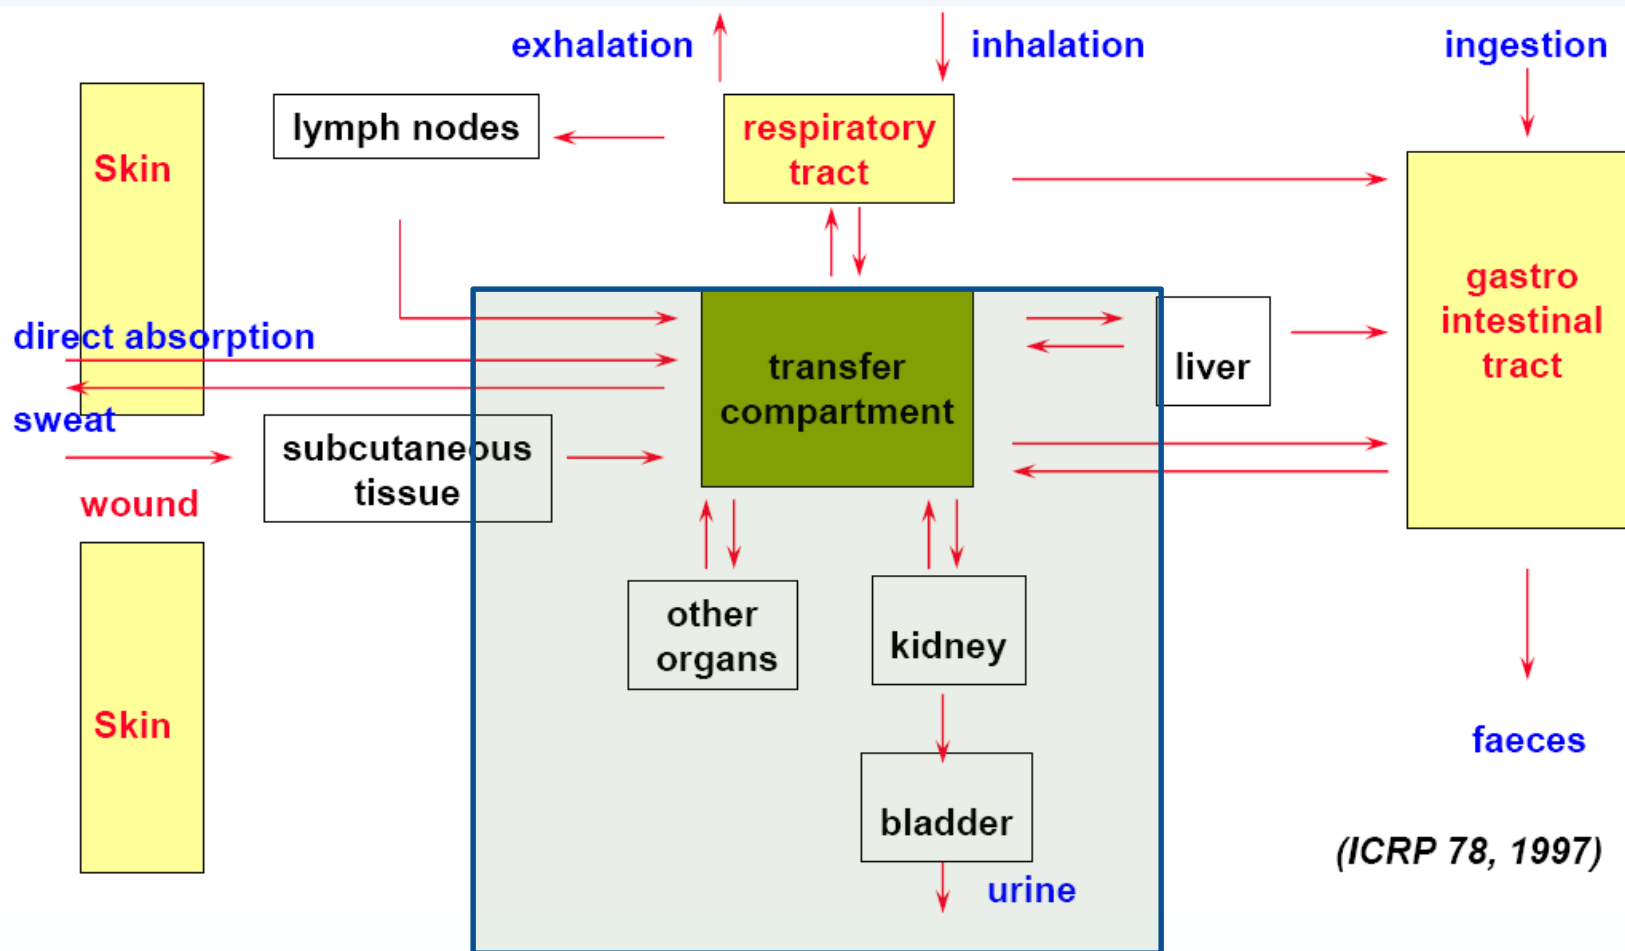 exhalation
inhalation
ingestion
lymph nodes
respiratory
tract
Skin
gastro
intestinal
tract
direct absorption
transfer
compartment
liver
sweat
subcutaneous
tissue
wound
other
organs
kidney
Skin
faeces
bladder
(ICRP 78, 1997)
urine